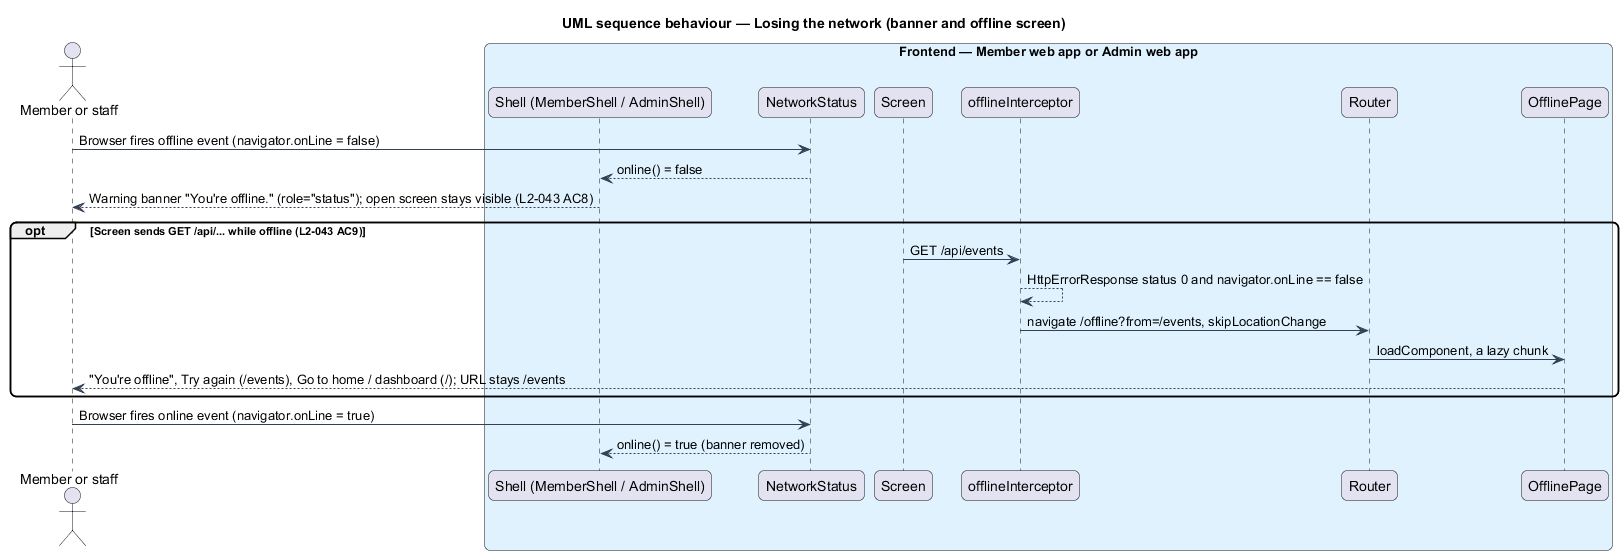 UML sequence behaviour — Losing the network (banner and offline screen)
Frontend — Member web app or Admin web app
Member or staff
Shell (MemberShell / AdminShell)
NetworkStatus
Screen
offlineInterceptor
Router
OfflinePage
Browser fires offline event (navigator.onLine = false)
online() = false
Warning banner "You're offline." (role="status"); open screen stays visible (L2-043 AC8)
opt
[Screen sends GET /api/... while offline (L2-043 AC9)]
GET /api/events
HttpErrorResponse status 0 and navigator.onLine == false
navigate /offline?from=/events, skipLocationChange
loadComponent, a lazy chunk
"You're offline", Try again (/events), Go to home / dashboard (/); URL stays /events
Browser fires online event (navigator.onLine = true)
online() = true (banner removed)
Member or staff
Shell (MemberShell / AdminShell)
NetworkStatus
Screen
offlineInterceptor
Router
OfflinePage